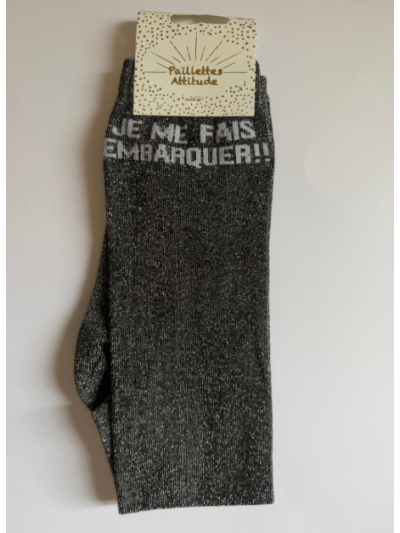 Paillettes
Attitude
JE ME FAIS
EMBARQUER!!